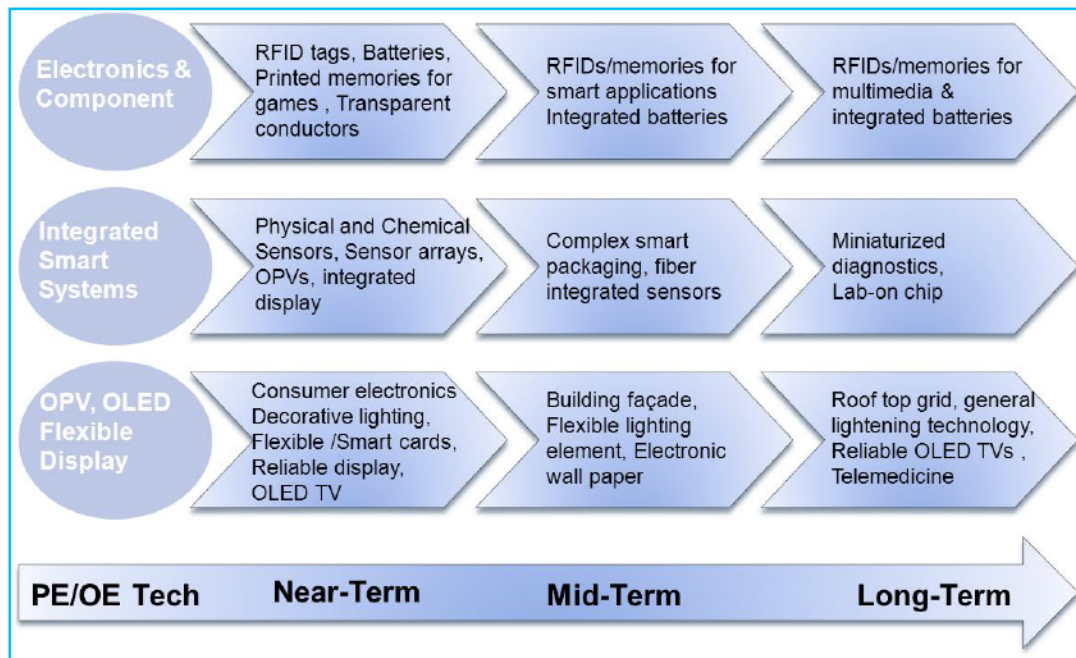 Electronics &
Component
RFID tags, Batteries,
Printed memories for
games , Transparent
conductors
RFIDs/memories for
smart applications
Integrated batteries
RFIDs/memories for
multimedia &
integrated batteries
Integrated
Smart
Systems
Physical and Chemical
Sensors, Sensor arrays,
OPVs, integrated
display
Complex smart
packaging, fiber
integrated sensors
Miniaturized
diagnostics,
Lab-on chip
OPV, OLED
Flexible
Display
Consumer electronics
Decorative lighting,
Flexible /Smart cards,
Reliable display,
OLED TV
Building façade,
Flexible lighting
element, Electronic
wall paper
Roof top grid, general
lightening technology,
Reliable OLED TVs ,
Telemedicine
PE/OE Tech
Near-Term
Mid-Term
Long-Term